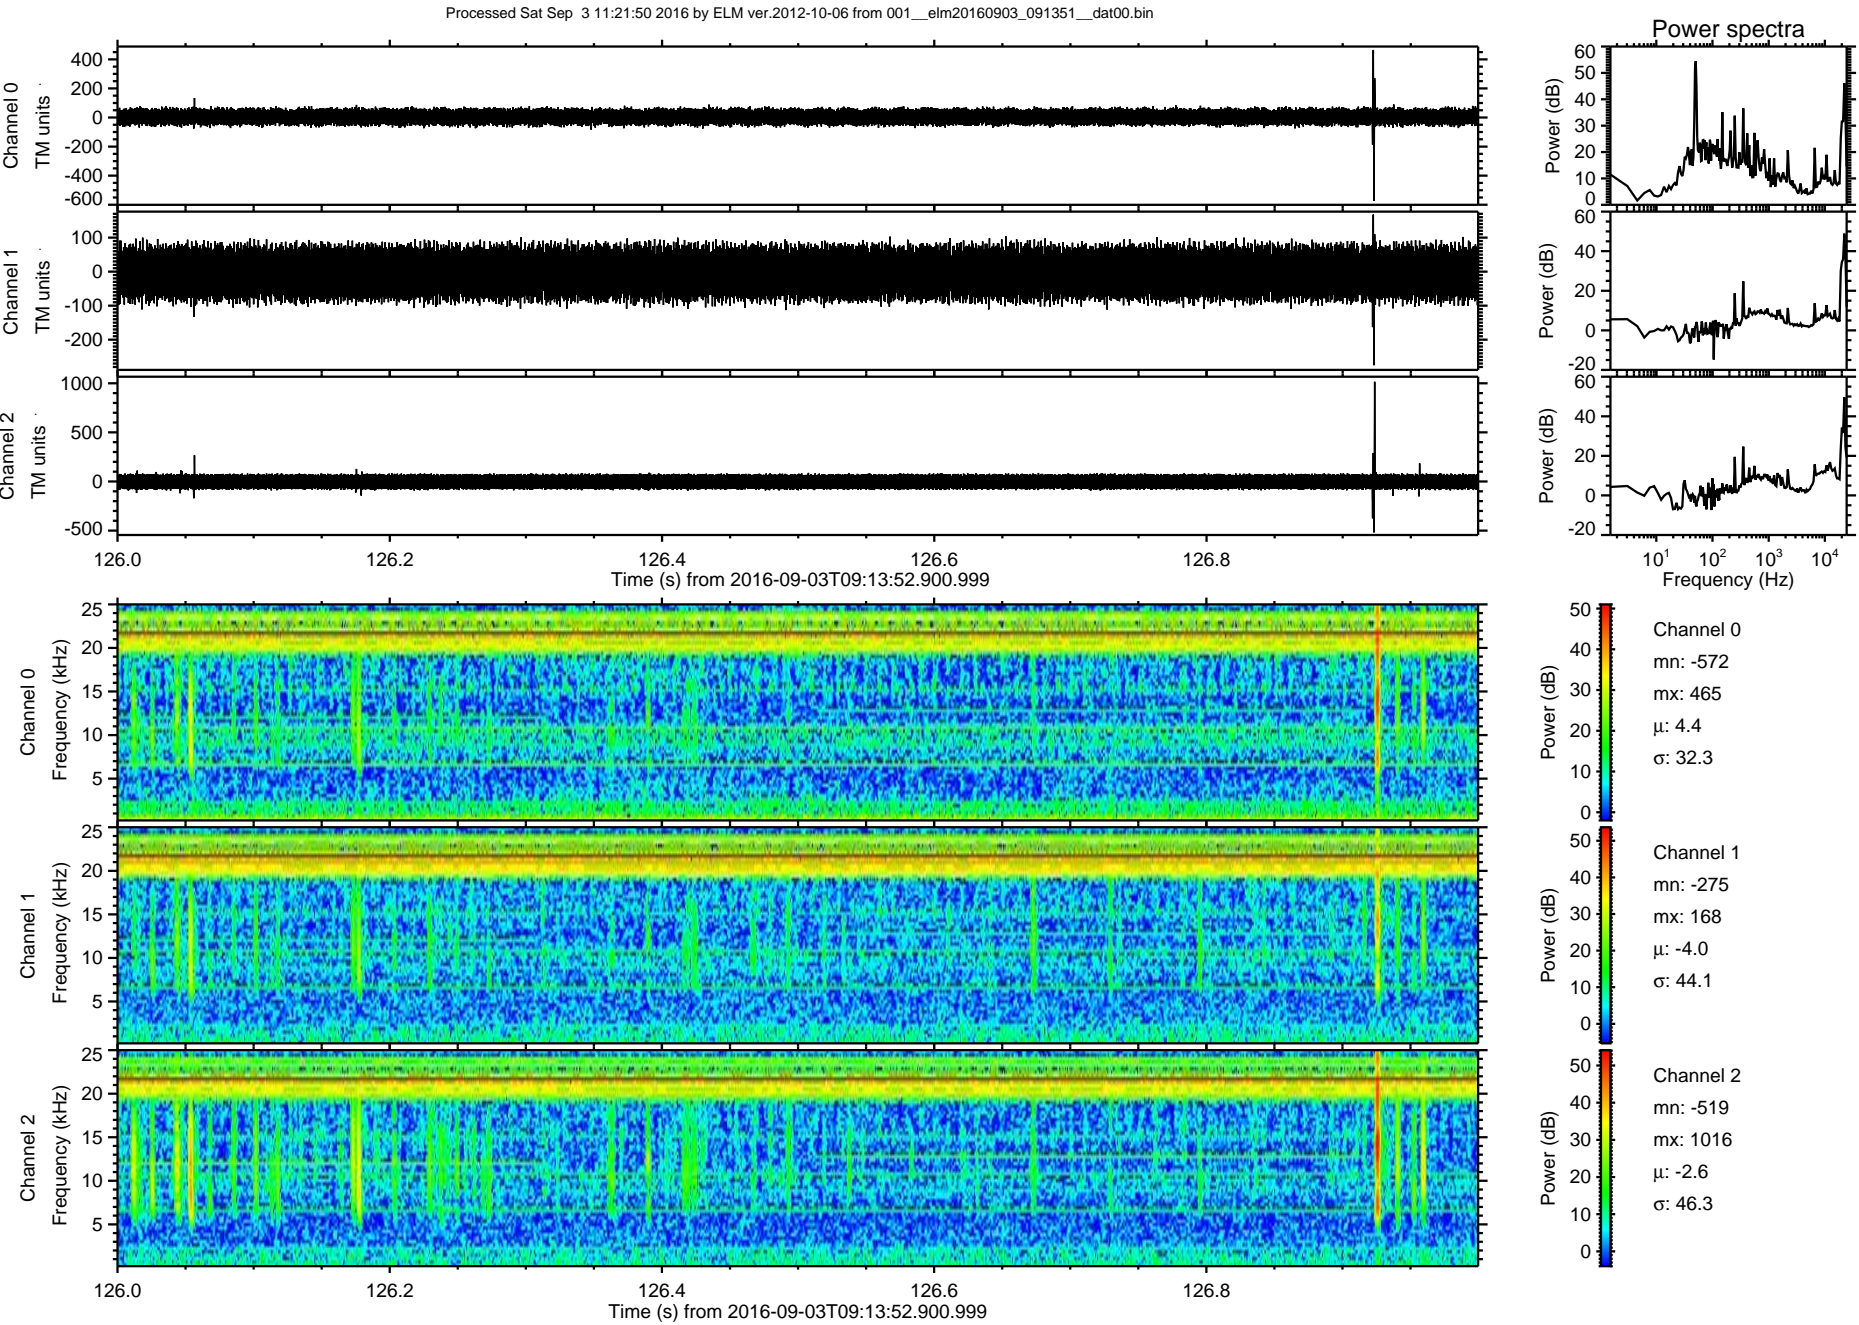 Processed Sat Sep  3 11:21:50 2016 by ELM ver.2012-10-06 from 001__elm20160903_091351__dat00.bin
Power spectra
Channel 0
TM units
400
200
0
-200
-400
-600
Power (dB)
60
50
40
30
20
10
0
Channel 1
TM units
100
0
-100
-200
Power (dB)
60
40
20
0
-20
Channel 2
TM units
1000
500
0
-500
Power (dB)
60
40
20
0
-20
126.0 126.2 126.4 126.6 126.8
Time (s) from 2016-09-03T09:13:52.900.999
10¹ 10² 10³ 10⁴
Frequency (Hz)
Channel 0
Frequency (kHz)
25
20
15
10
5
Power (dB)
50
40
30
20
10
0
Channel 0
mn: -572
mx: 465
μ: 4.4
σ: 32.3
Channel 1
Frequency (kHz)
25
20
15
10
5
Power (dB)
50
40
30
20
10
0
Channel 1
mn: -275
mx: 168
μ: -4.0
σ: 44.1
Channel 2
Frequency (kHz)
25
20
15
10
5
Power (dB)
50
40
30
20
10
0
Channel 2
mn: -519
mx: 1016
μ: -2.6
σ: 46.3
126.0 126.2 126.4 126.6 126.8
Time (s) from 2016-09-03T09:13:52.900.999